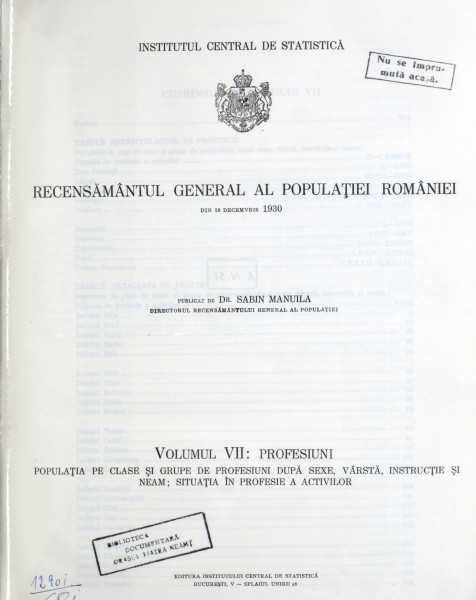 INSTITUTUL CENTRAL DE STATISTICĂ
Nu se împru-
mută acasă.
RECENSĂMÂNTUL GENERAL AL POPULAŢIEI ROMÂNIEI
DIN 29 DECEMVRIE 1930
PUBLICAT DE DR. SABIN MANUILA
DIRECTORUL RECENSĂMÂNTULUI GENERAL AL POPULAŢIEI
VOLUMUL VII: PROFESIUNI
POPULAŢIA PE CLASE ŞI GRUPE DE PROFESIUNI DUPĂ SEXE, VÂRSTĂ, INSTRUCŢIE ŞI
NEAM; SITUAŢIA ÎN PROFESIE A ACTIVILOR
BIBLIOTECA
DOCUMENTARĂ
ORAŞUL PIATRA NEAMŢ
EDITURA INSTITUTULUI CENTRAL DE STATISTICĂ
BUCUREŞTI, V – SPLAIUL UNIRII 28